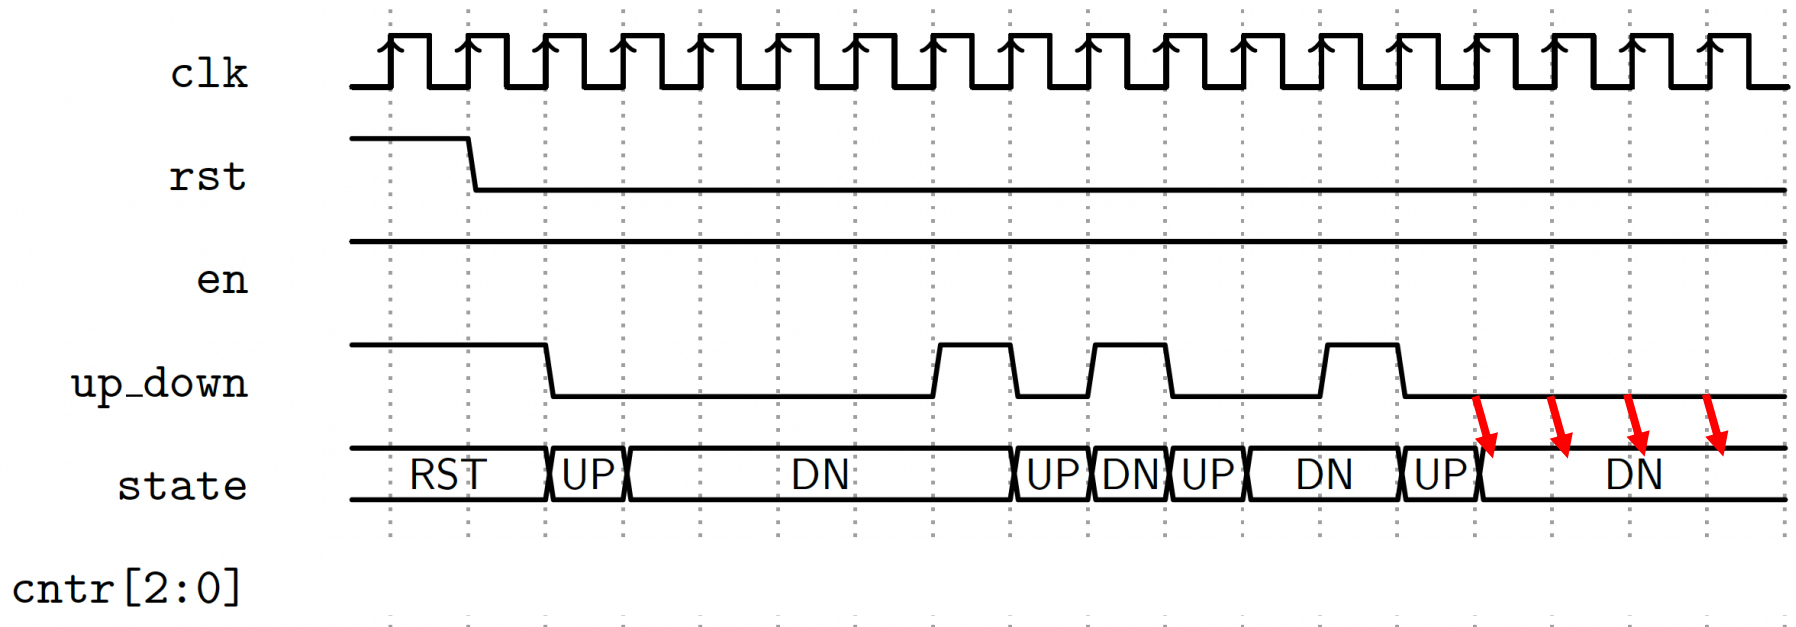 clk
rst
en
up_down
state RST UP DN UP DN UP DN UP DN
cntr[2:0]